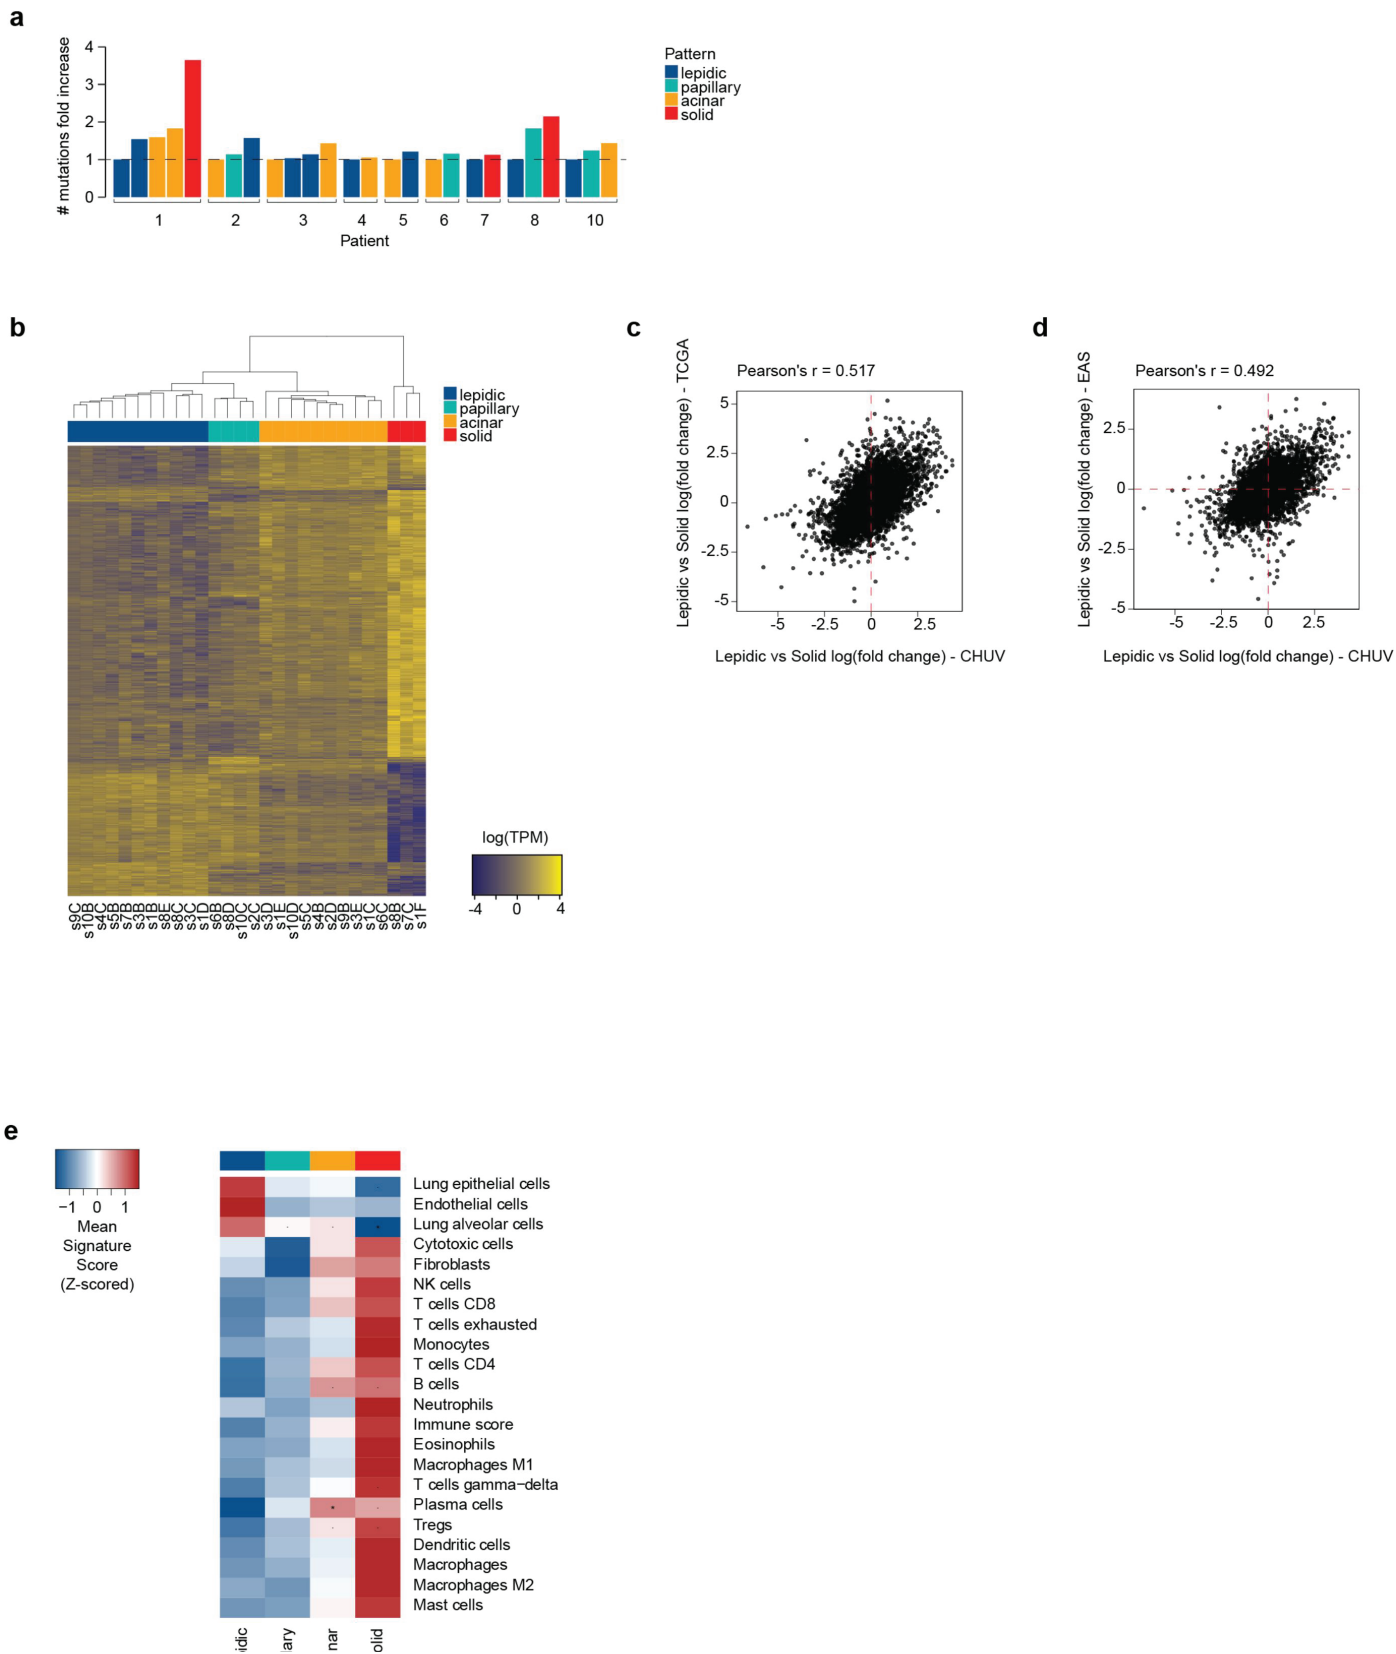 a
# mutations fold increase
4
3
2
1
0
1 2 3 4 5 6 7 8 10
Patient
Pattern
lepidic
papillary
acinar
solid
b
lepidic
papillary
acinar
solid
s9C s10B s4C s5B s7B s3B s1B s8E s8C s3C s1D s6B s8D s10C s2C s3D s1E s10D s5C s4B s2D s9B s3E s1C s6C s8B s7C s1F
log(TPM)
-4 0 4
c
Pearson's r = 0.517
Lepidic vs Solid log(fold change) - TCGA
5
2.5
0
-2.5
-5
-5 -2.5 0 2.5
Lepidic vs Solid log(fold change) - CHUV
d
Pearson's r = 0.492
Lepidic vs Solid log(fold change) - EAS
2.5
0
-2.5
-5
-5 -2.5 0 2.5
Lepidic vs Solid log(fold change) - CHUV
e
−1 0 1
Mean
Signature
Score
(Z-scored)
Lung epithelial cells
Endothelial cells
Lung alveolar cells
Cytotoxic cells
Fibroblasts
NK cells
T cells CD8
T cells exhausted
Monocytes
T cells CD4
B cells
Neutrophils
Immune score
Eosinophils
Macrophages M1
T cells gamma−delta
Plasma cells
Tregs
Dendritic cells
Macrophages
Macrophages M2
Mast cells
idic ary nar olid